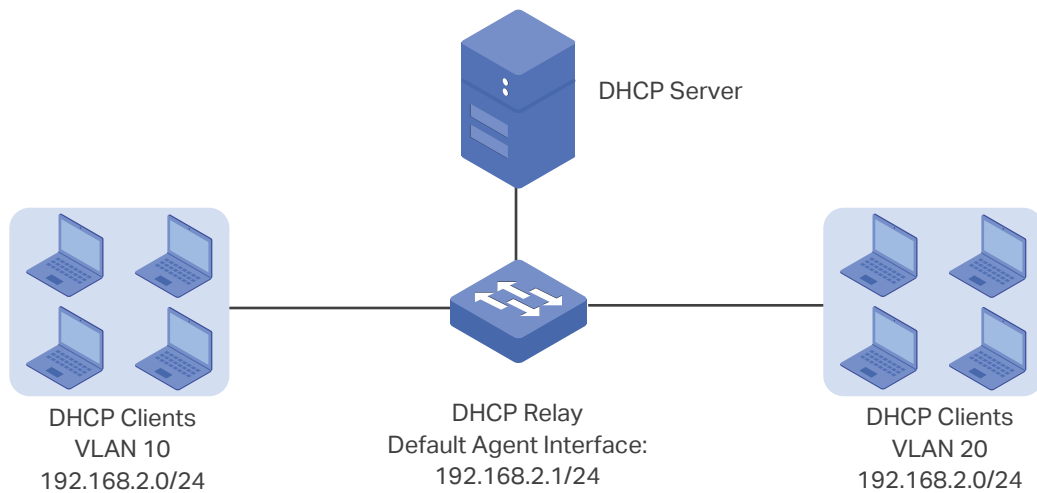 DHCP Server
DHCP Clients
VLAN 10
192.168.2.0/24
DHCP Relay
Default Agent Interface:
192.168.2.1/24
DHCP Clients
VLAN 20
192.168.2.0/24